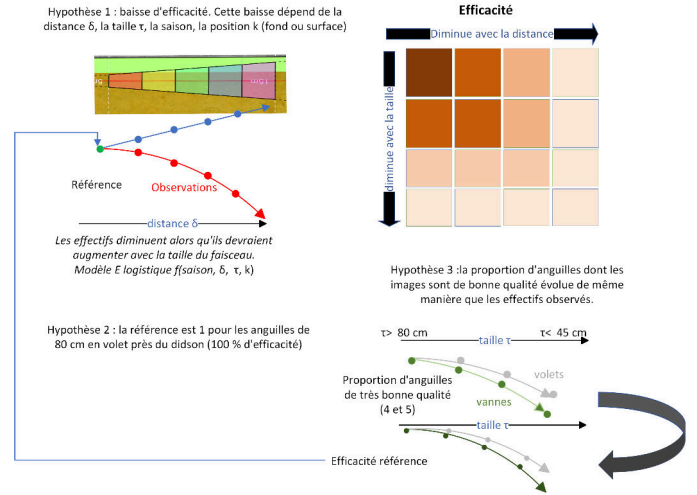 Hypothèse 1 : baisse d'efficacité. Cette baisse dépend de la
distance δ, la taille τ, la saison, la position k (fond ou surface)
Référence
Observations
distance δ
Les effectifs diminuent alors qu'ils devraient
augmenter avec la taille du faisceau.
Modèle E logistique f(saison, δ, τ, k)
Hypothèse 2 : la référence est 1 pour les anguilles de
80 cm en volet près du didson (100 % d'efficacité)
Efficacité
Diminue avec la distance
diminue avec la taille
Hypothèse 3 :la proportion d'anguilles dont les
images sont de bonne qualité évolue de même
manière que les effectifs observés.
τ> 80 cm
τ< 45 cm
taille τ
volets
Proportion d'anguilles
de très bonne qualité
(4 et 5)
vannes
taille τ
Efficacité référence